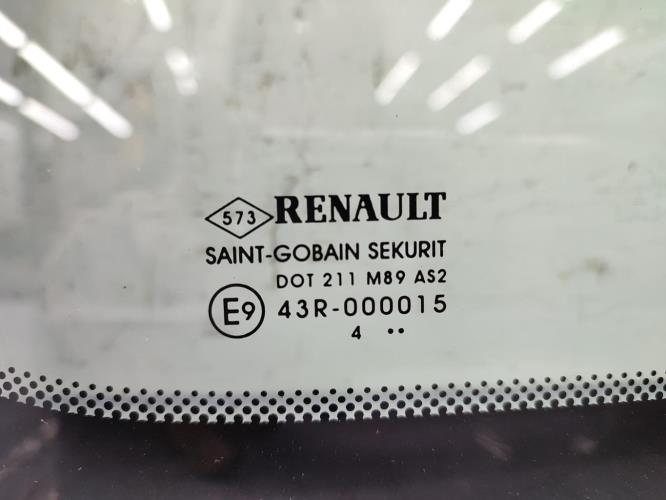 573 RENAULT
SAINT-GOBAIN SEKURIT
DOT 211 M89 AS2
E9 43R-000015
4 ••